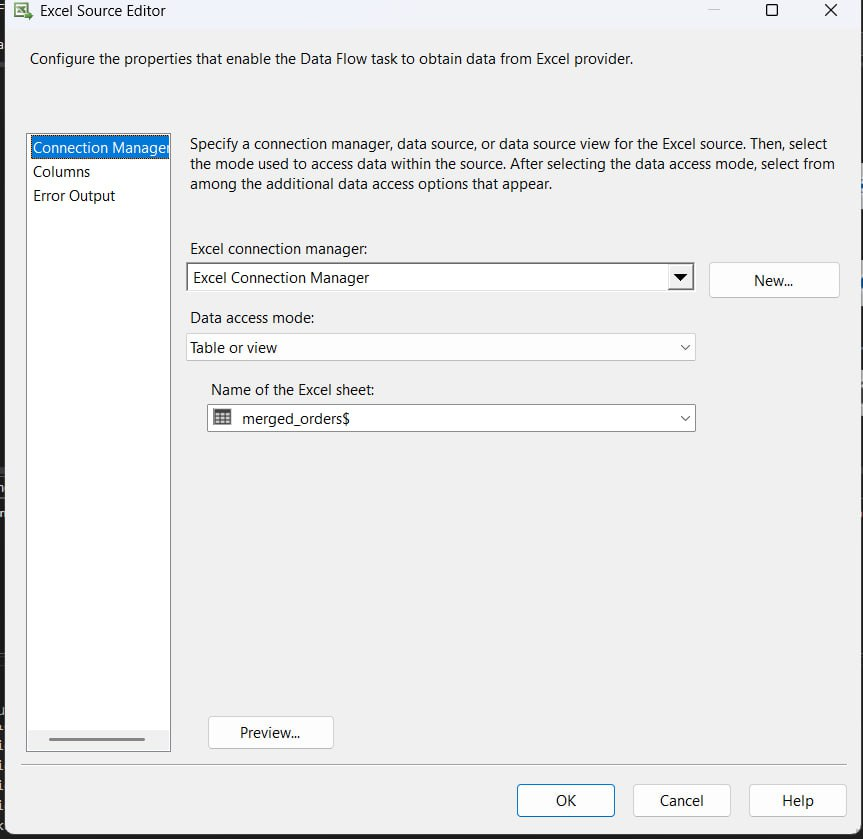 Excel Source Editor
Configure the properties that enable the Data Flow task to obtain data from Excel provider.
Connection Manager
Columns
Error Output
Specify a connection manager, data source, or data source view for the Excel source. Then, select
the mode used to access data within the source. After selecting the data access mode, select from
among the additional data access options that appear.
Excel connection manager:
Excel Connection Manager
New...
Data access mode:
Table or view
Name of the Excel sheet:
merged_orders$
Preview...
OK
Cancel
Help